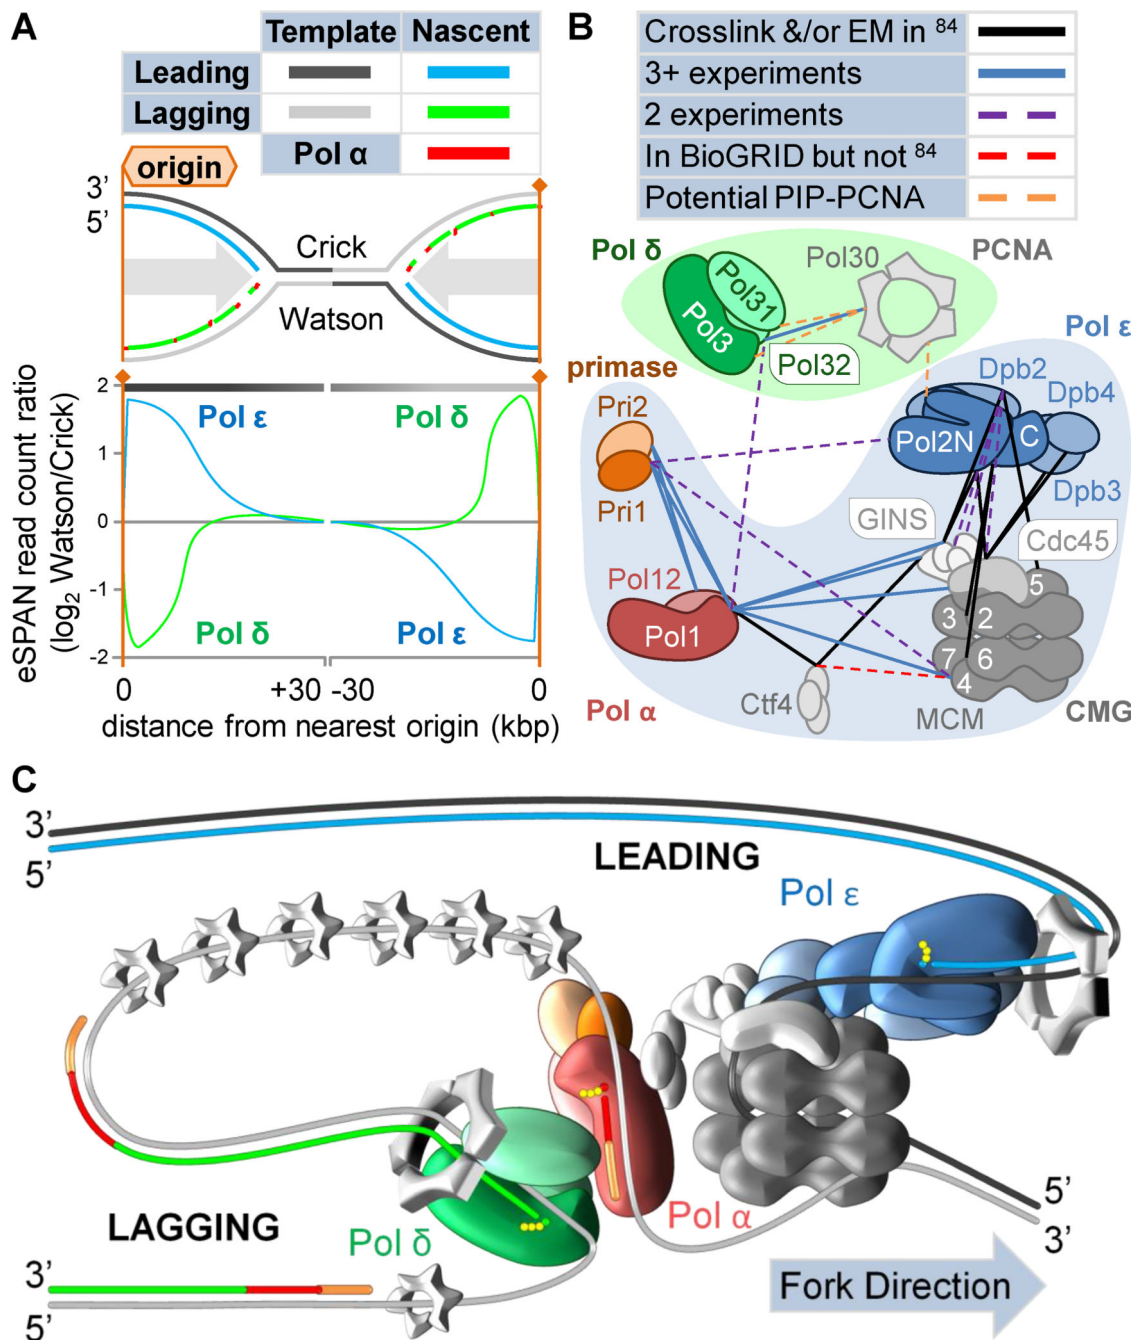 A
Template Nascent
Leading
Lagging
Pol α
origin
3’
5’
Crick
Watson
eSPAN read count ratio
(log2 Watson/Crick)
2
1
0
-1
-2
Pol ε
Pol δ
Pol δ
Pol ε
0 +30 -30 0
distance from nearest origin (kbp)
B
Crosslink &/or EM in 84
3+ experiments
2 experiments
In BioGRID but not 84
Potential PIP-PCNA
Pol δ
Pol30
PCNA
Pol31
Pol3
Pol32
Pol ε
primase
Dpb2
Pri2
Dpb4
Pol2N
C
Pri1
Dpb3
GINS
Cdc45
Pol12
5
Pol1
3 2
7 6
4
Ctf4
MCM
Pol α
CMG
C
3’
5’
LEADING
Pol ε
LAGGING
Pol δ
Pol α
5’
3’
3’
5’
Fork Direction